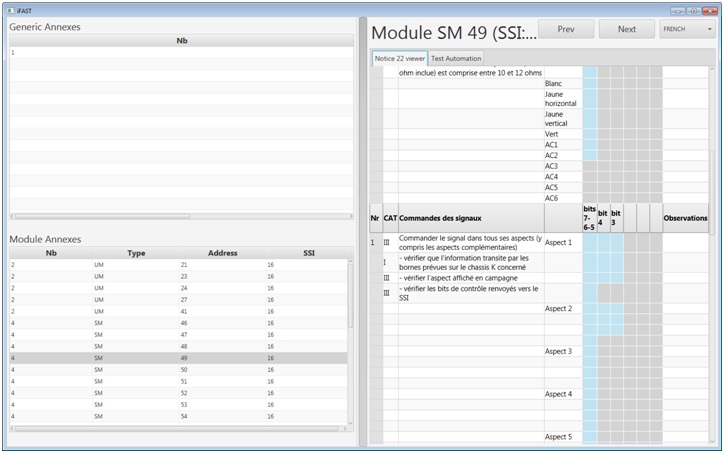 iFAST
Generic Annexes
Nb
1
Module Annexes
Nb Type Address SSI
2 UM 21 16
2 UM 23 16
2 UM 24 16
2 UM 27 16
2 UM 41 16
4 SM 46 16
4 SM 47 16
4 SM 48 16
4 SM 49 16
4 SM 50 16
4 SM 51 16
4 SM 52 16
4 SM 53 16
4 SM 54 16
Module SM 49 (SSI:...
Prev
Next
FRENCH
Notice 22 viewer Test Automation
ohm inclue) est comprise entre 10 et 12 ohms
Blanc
Jaune
horizontal
Jaune
vertical
Vert
AC1
AC2
AC3
AC4
AC5
AC6
Nr CAT Commandes des signaux bits 7-6-5 bit 4 bit 3 Observations
1 III Commander le signal dans tous ses aspects (y Aspect 1
compris les aspects complémentaires)
I - vérifier que l'information transite par les
bornes prévues sur le chassis K concerné
III - vérifier l'aspect affiché en campagne
III - vérifier les bits de contrôle renvoyés vers le
SSI
Aspect 2
Aspect 3
Aspect 4
Aspect 5